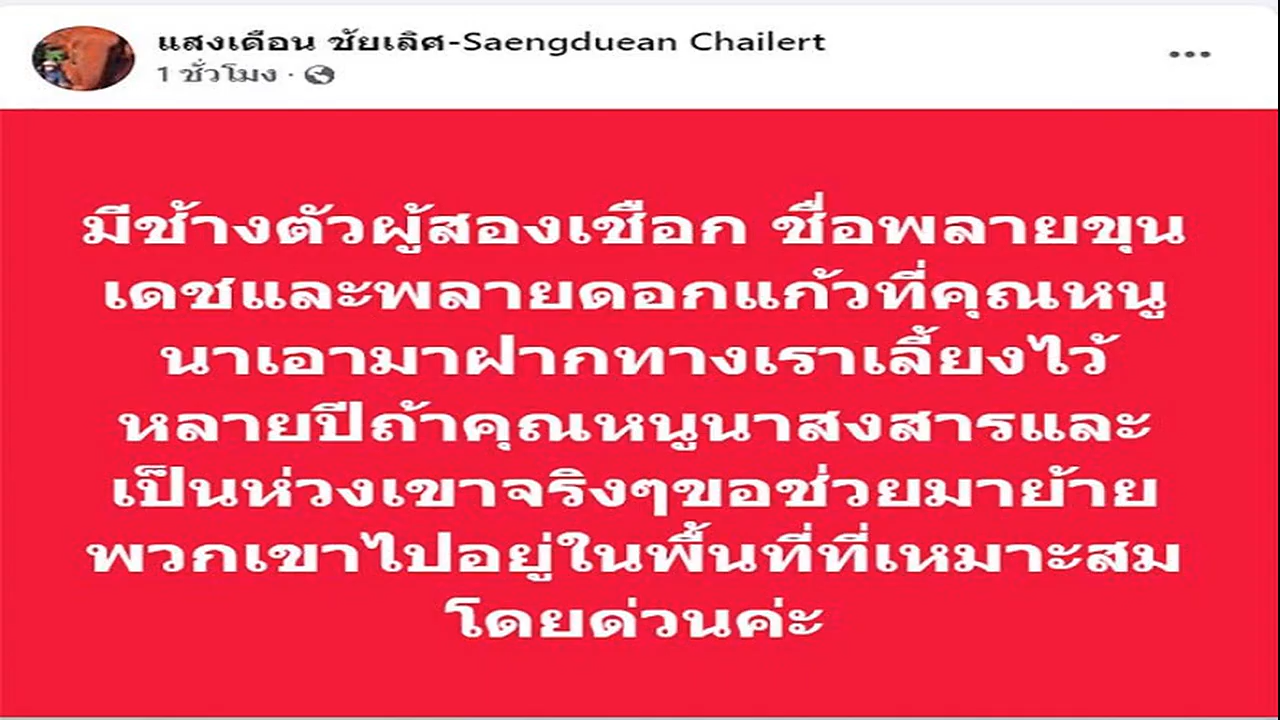 แสงเดือน ชัยเลิศ-Saengduean Chailert
1 ชั่วโมง ·
มีช้างตัวผู้สองเชือก ชื่อพลายขุน
เดชและพลายดอกแก้วที่คุณหนู
นาเอามาฝากทางเราเลี้ยงไว้
หลายปีถ้าคุณหนูนาสงสารและ
เป็นห่วงเขาจริงๆขอช่วยมาย้าย
พวกเขาไปอยู่ในพื้นที่ที่เหมาะสม
โดยด่วนค่ะ